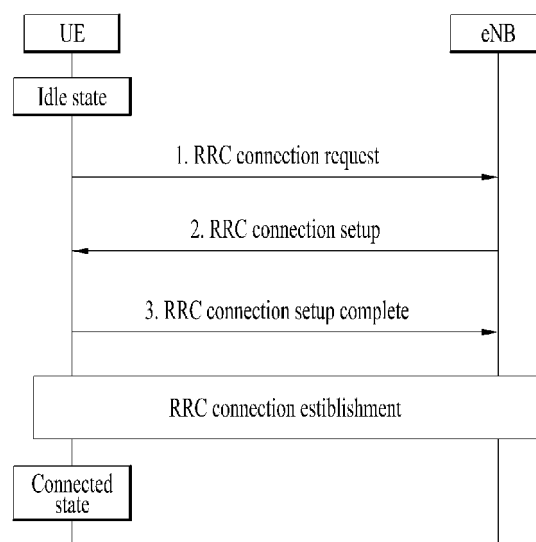 UE
eNB
Idle state
1. RRC connection request
2. RRC connection setup
3. RRC connection setup complete
RRC connection estiblishment
Connected
state